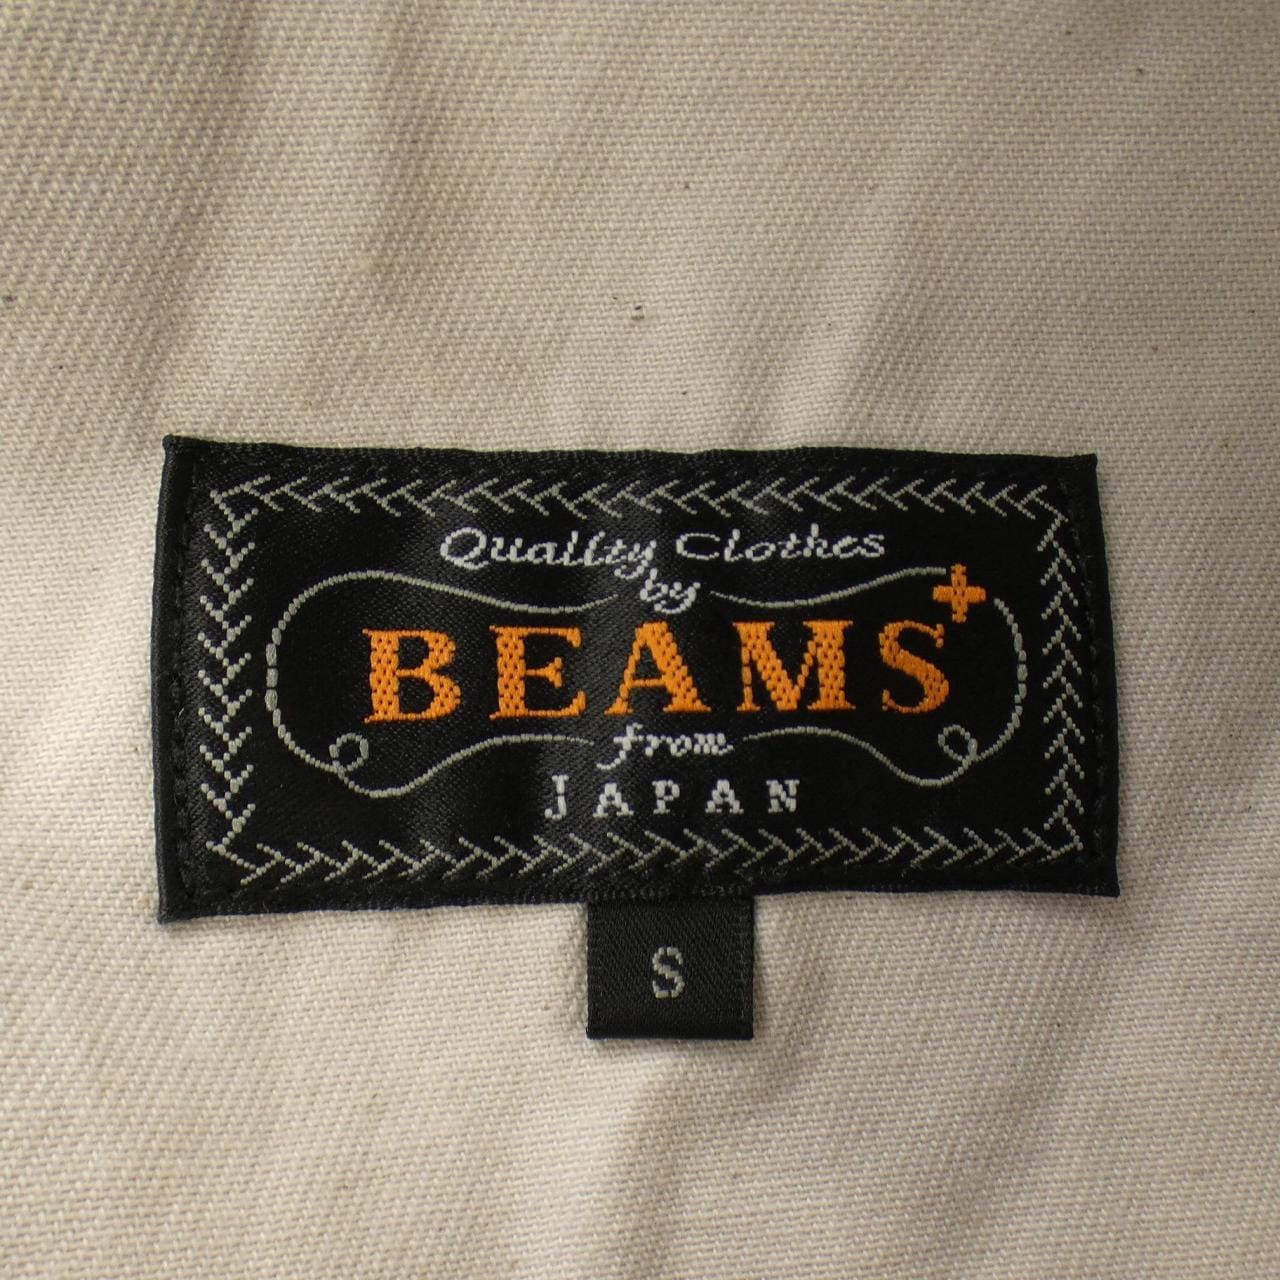 Quality Clothes
by
BEAMS+
from
JAPAN
S